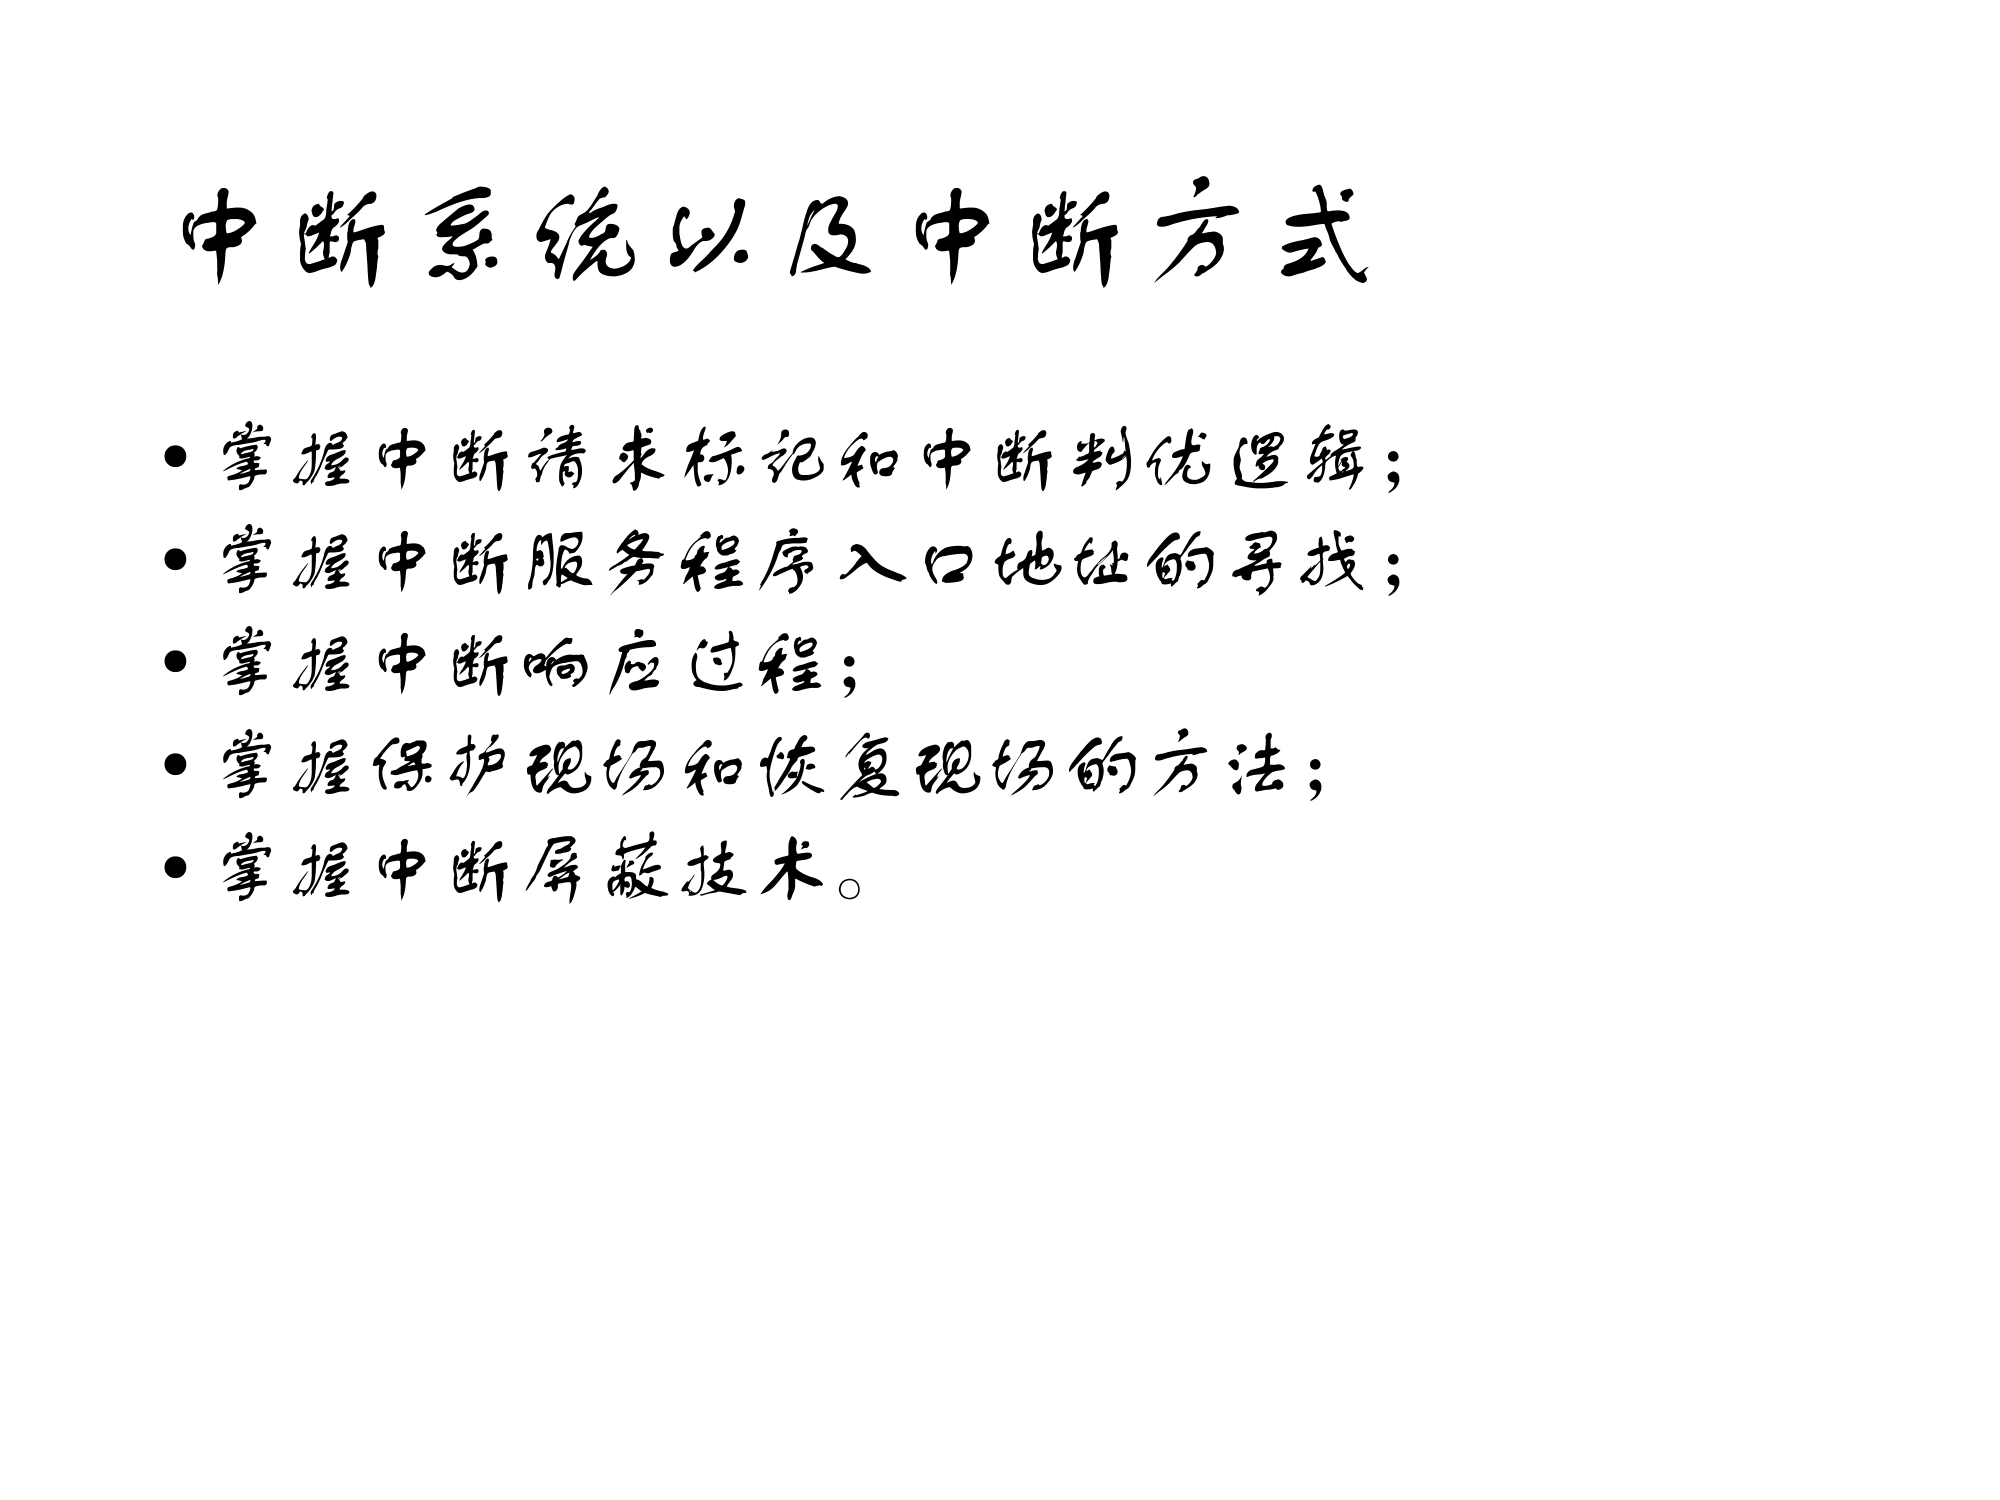 中断系统以及中断方式
• 掌握中断请求标记和中断判优逻辑；
• 掌握中断服务程序入口地址的寻找；
• 掌握中断响应过程；
• 掌握保护现场和恢复现场的方法；
• 掌握中断屏蔽技术。